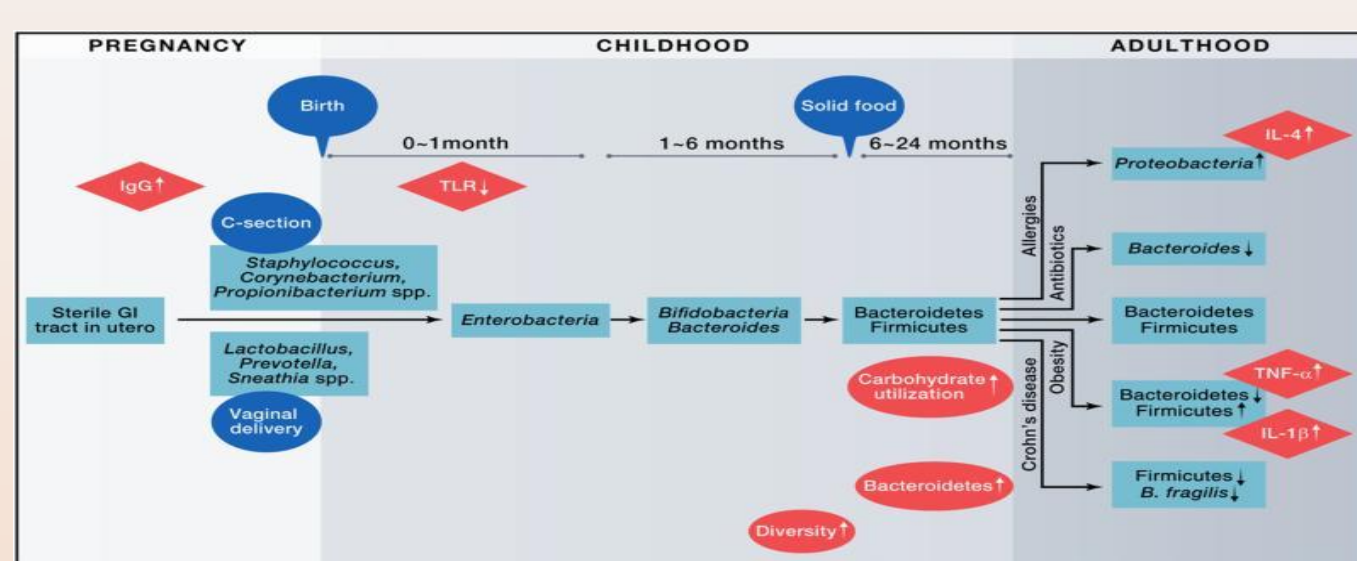 PREGNANCY
CHILDHOOD
ADULTHOOD
Birth
Solid food
0~1month
1~6 months
6~24 months
IgG↑
TLR↓
IL-4↑
Proteobacteria↑
C-section
Staphylococcus,
Corynebacterium,
Propionibacterium spp.
Allergies
Antibiotics
Bacteroides↓
Sterile GI
tract in utero
Enterobacteria
Bifidobacteria
Bacteroides
Bacteroidetes
Firmicutes
Bacteroidetes
Firmicutes
Lactobacillus,
Prevotella,
Sneathia spp.
Vaginal
delivery
Carbohydrate↑
utilization
Crohn's disease
Obesity
TNF-α↑
Bacteroidetes↓
Firmicutes↑
IL-1β↑
Bacteroidetes↑
Firmicutes↓
B. fragilis↓
Diversity↑